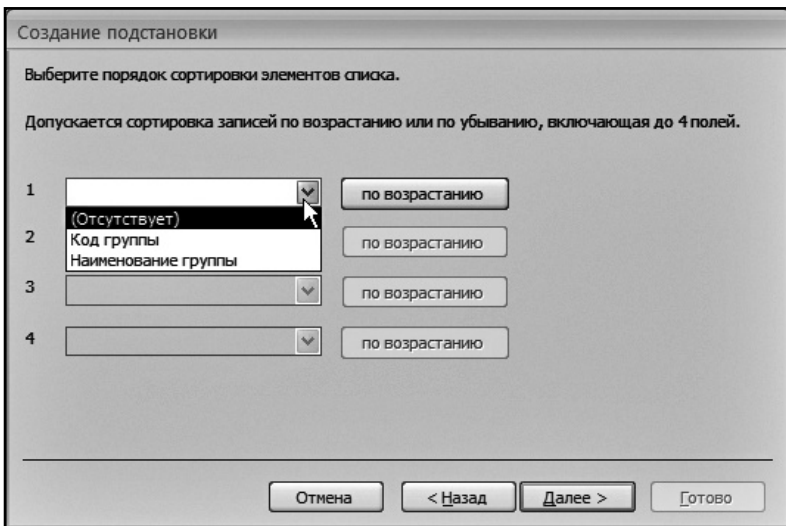 Создание подстановки
Выберите порядок сортировки элементов списка.
Допускается сортировка записей по возрастанию или по убыванию, включающая до 4 полей.
1 по возрастанию
(Отсутствует)
2 Код группы по возрастанию
Наименование группы
3 по возрастанию
4 по возрастанию
Отмена < Назад Далее > Готово